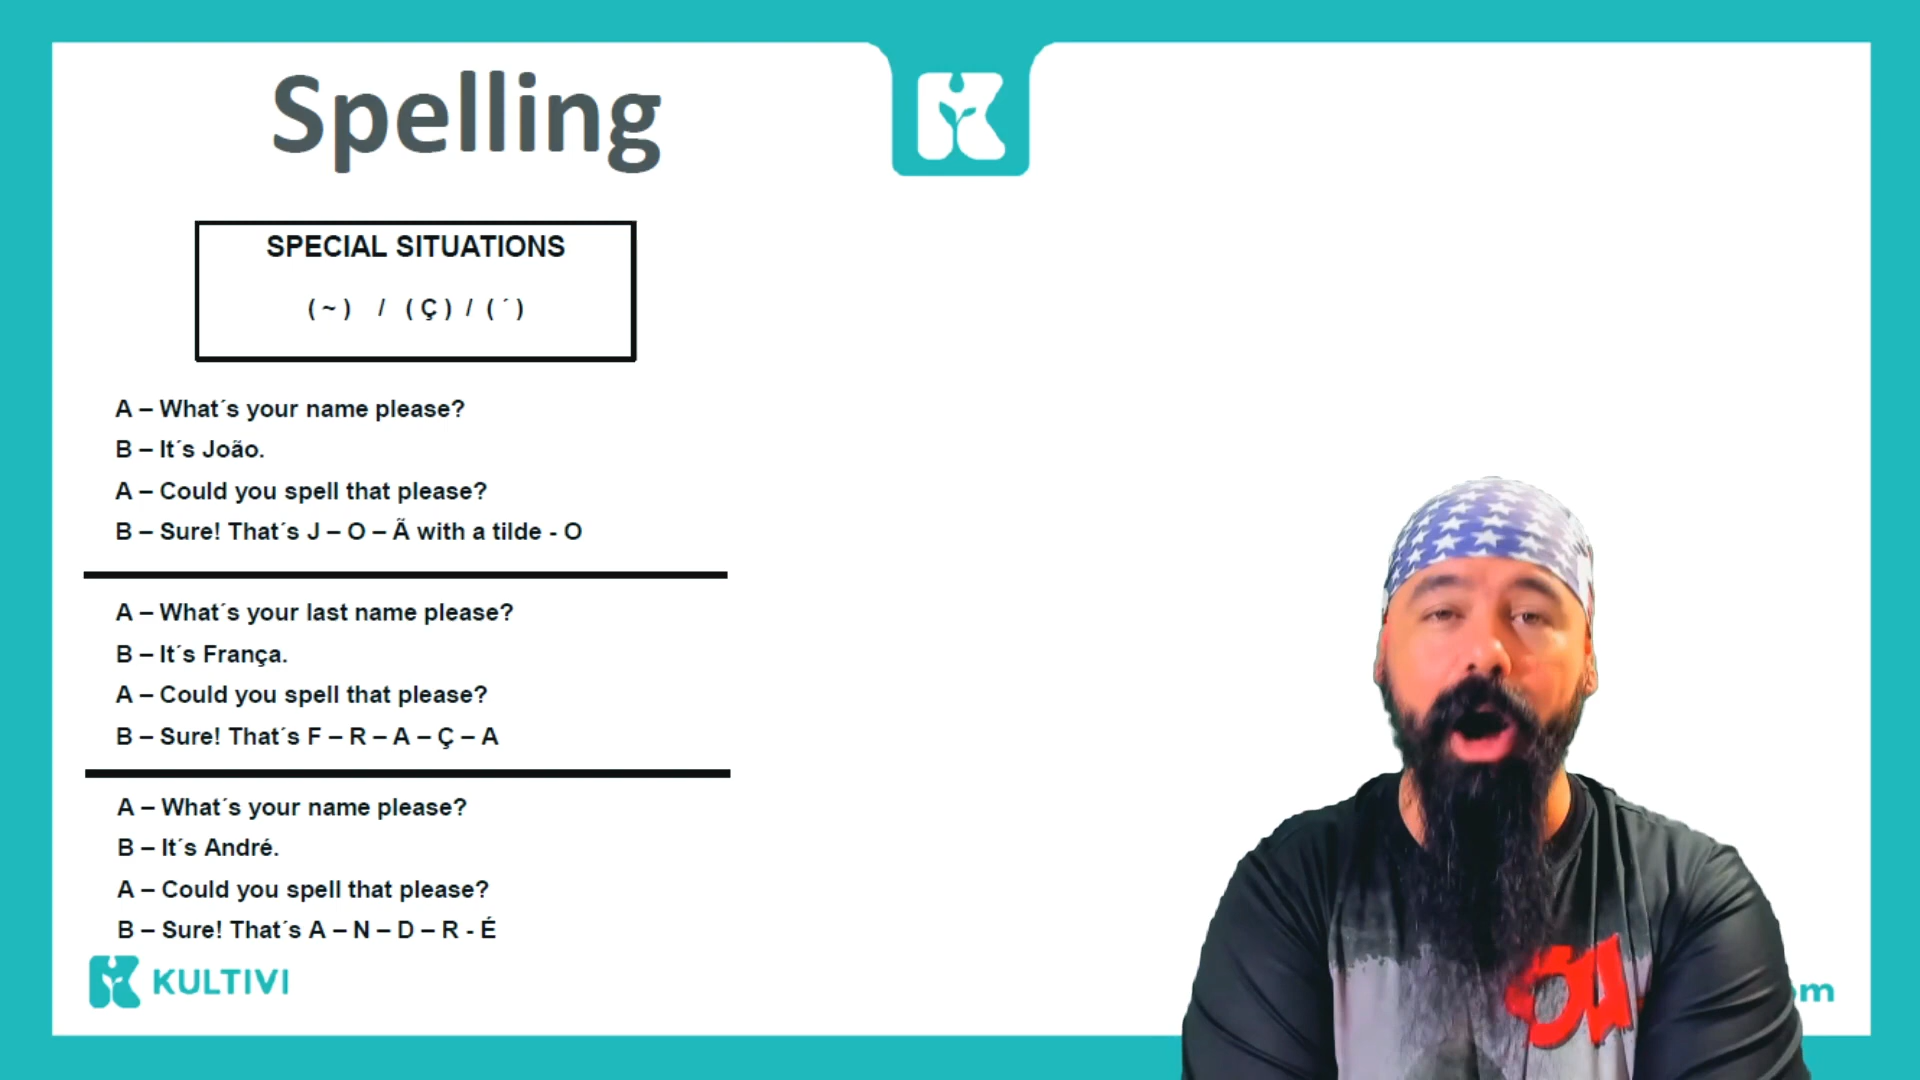 Spelling
SPECIAL SITUATIONS
( ~ ) / ( Ç ) / ( ´ )
A – What´s your name please?
B – It´s João.
A – Could you spell that please?
B – Sure! That´s J – O – Ã with a tilde - O
A – What´s your last name please?
B – It´s França.
A – Could you spell that please?
B – Sure! That´s F – R – A – Ç – A
A – What´s your name please?
B – It´s André.
A – Could you spell that please?
B – Sure! That´s A – N – D – R - É
KULTIVI